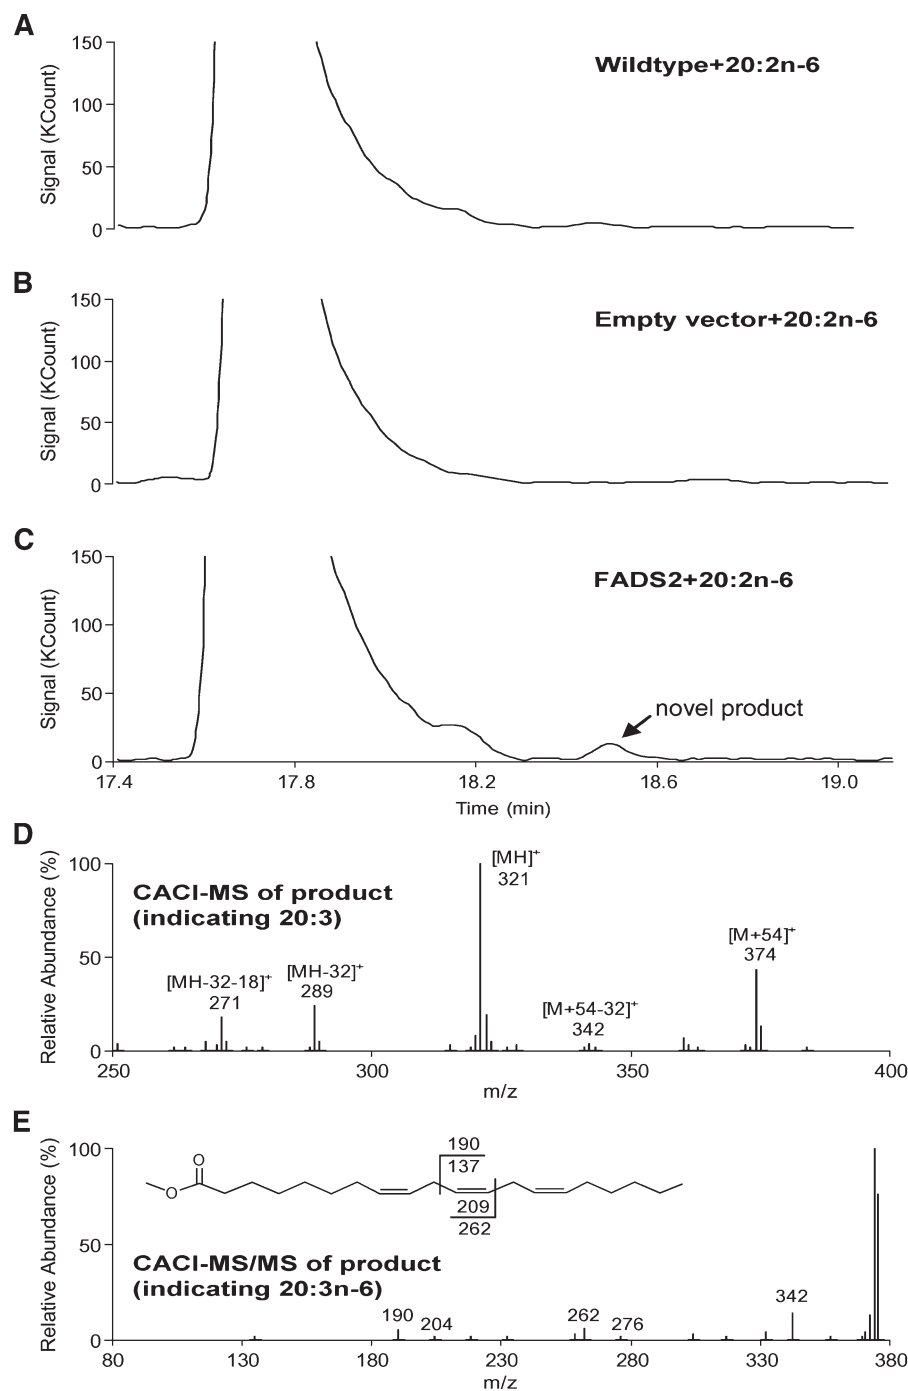 A
Signal (KCount)
150
100
50
0
Wildtype+20:2n-6
B
Signal (KCount)
150
100
50
0
Empty vector+20:2n-6
C
Signal (KCount)
150
100
50
0
FADS2+20:2n-6
novel product
17.4 17.8 18.2 18.6 19.0
Time (min)
D
Relative Abundance (%)
100
50
0
CACI-MS of product
(indicating 20:3)
[MH-32-18]⁺
271
[MH-32]⁺
289
[MH]⁺
321
[M+54-32]⁺
342
[M+54]⁺
374
250 300 350 400
m/z
E
Relative Abundance (%)
100
50
0
O
O
190
137
209
262
CACI-MS/MS of product
(indicating 20:3n-6)
190 204 262 276 342
80 130 180 230 280 330 380
m/z